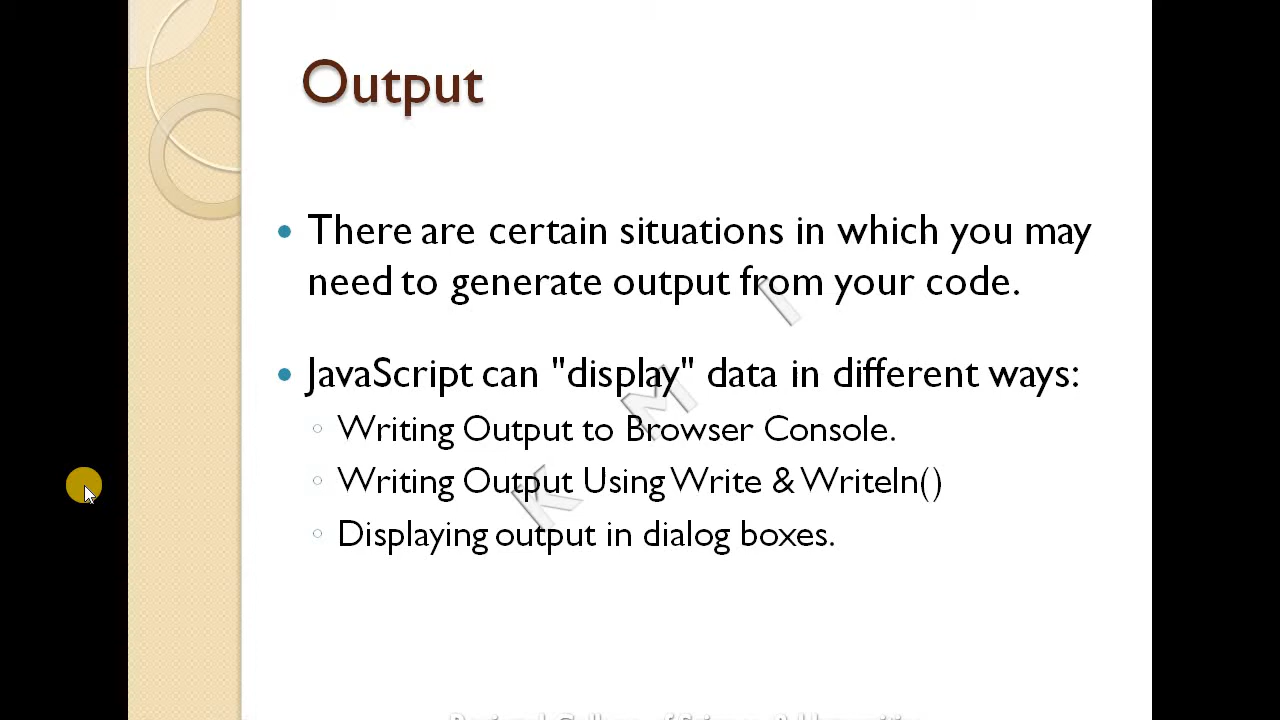 Output
There are certain situations in which you may
need to generate output from your code.
JavaScript can "display" data in different ways:
Writing Output to Browser Console.
Writing Output Using Write & Writeln()
Displaying output in dialog boxes.
K M I